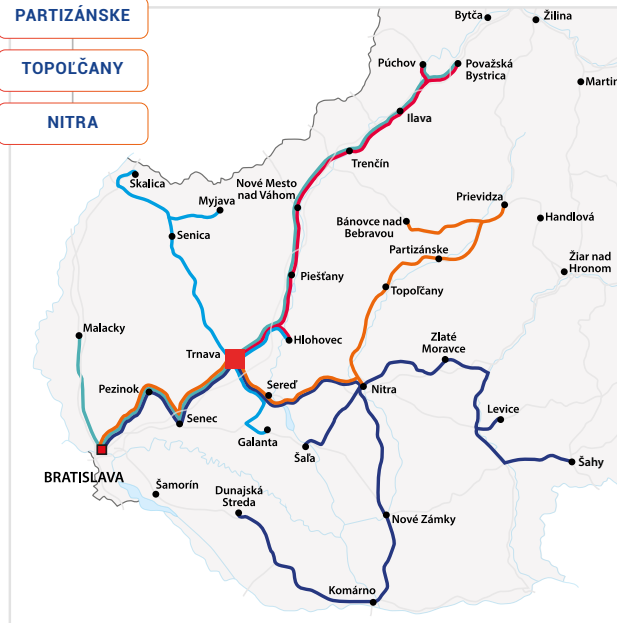 PARTIZÁNSKE
TOPOĽČANY
NITRA
Bytča
Žilina
Púchov
Považská
Bystrica
Martin
Ilava
Trenčín
Skalica
Myjava
Nové Mesto
nad Váhom
Prievidza
Bánovce nad
Bebravou
Handlová
Senica
Partizánske
Žiar nad
Hronom
Piešťany
Topoľčany
Malacky
Trnava
Hlohovec
Zlaté
Moravce
Pezinok
Sereď
Nitra
Senec
Levice
Galanta
Šaľa
BRATISLAVA
Šahy
Šamorín
Dunajská
Streda
Nové Zámky
Komárno